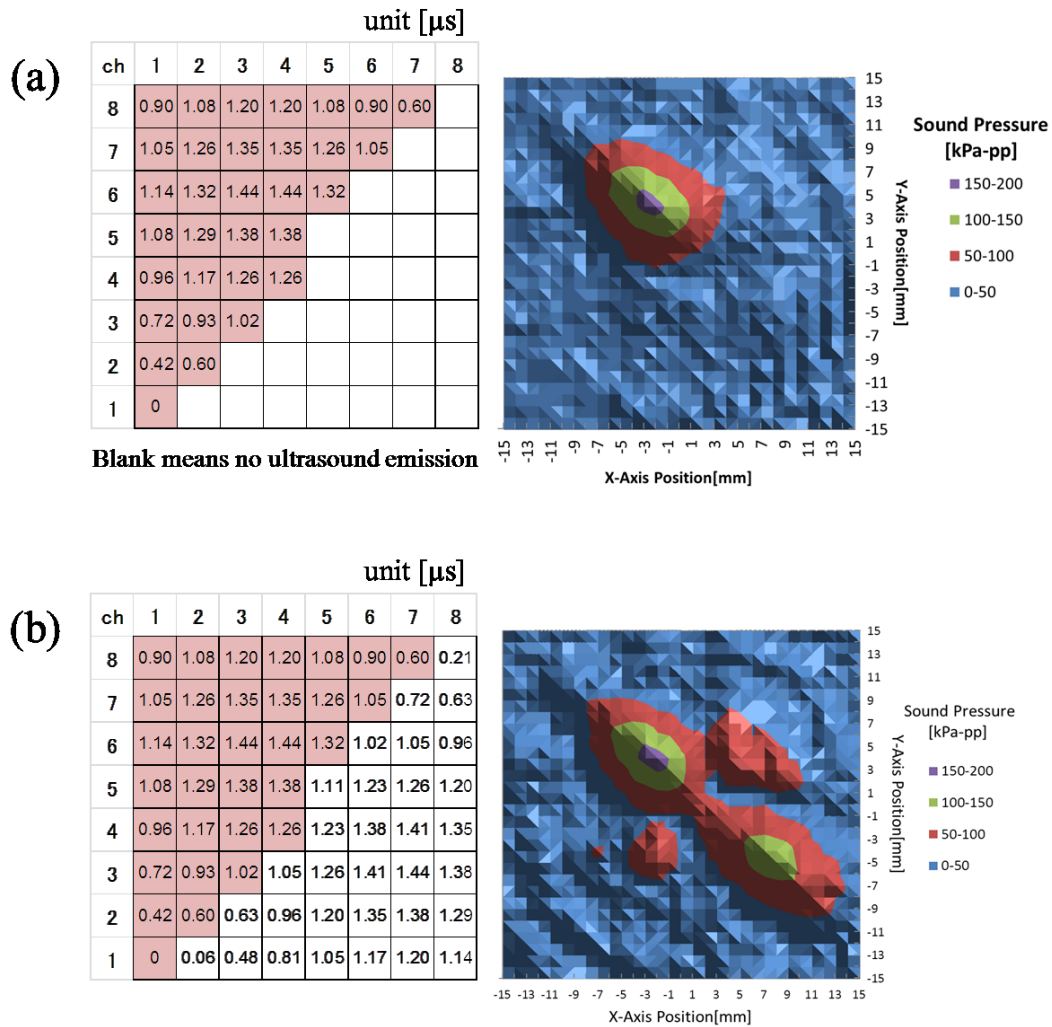 unit [μs]
(a)
ch 1 2 3 4 5 6 7 8
8 0.90 1.08 1.20 1.20 1.08 0.90 0.60
7 1.05 1.26 1.35 1.35 1.26 1.05
6 1.14 1.32 1.44 1.44 1.32
5 1.08 1.29 1.38 1.38
4 0.96 1.17 1.26 1.26
3 0.72 0.93 1.02
2 0.42 0.60
1 0
Blank means no ultrasound emission
15
13
11
9
7
5
3
1
-1
-3
-5
-7
-9
-11
-13
-15
Y-Axis Position[mm]
-15 -13 -11 -9 -7 -5 -3 -1 1 3 5 7 9 11 13 15
X-Axis Position[mm]
Sound Pressure
[kPa-pp]
150-200
100-150
50-100
0-50
unit [μs]
(b)
ch 1 2 3 4 5 6 7 8
8 0.90 1.08 1.20 1.20 1.08 0.90 0.60 0.21
7 1.05 1.26 1.35 1.35 1.26 1.05 0.72 0.63
6 1.14 1.32 1.44 1.44 1.32 1.02 1.05 0.96
5 1.08 1.29 1.38 1.38 1.11 1.23 1.26 1.20
4 0.96 1.17 1.26 1.26 1.23 1.38 1.41 1.35
3 0.72 0.93 1.02 1.05 1.26 1.41 1.44 1.38
2 0.42 0.60 0.63 0.96 1.20 1.35 1.38 1.29
1 0 0.06 0.48 0.81 1.05 1.17 1.20 1.14
15
13
11
9
7
5
3
1
-1
-3
-5
-7
-9
-11
-13
-15
Y-Axis Position[mm]
-15 -13 -11 -9 -7 -5 -3 -1 1 3 5 7 9 11 13 15
X-Axis Position[mm]
Sound Pressure
[kPa-pp]
150-200
100-150
50-100
0-50